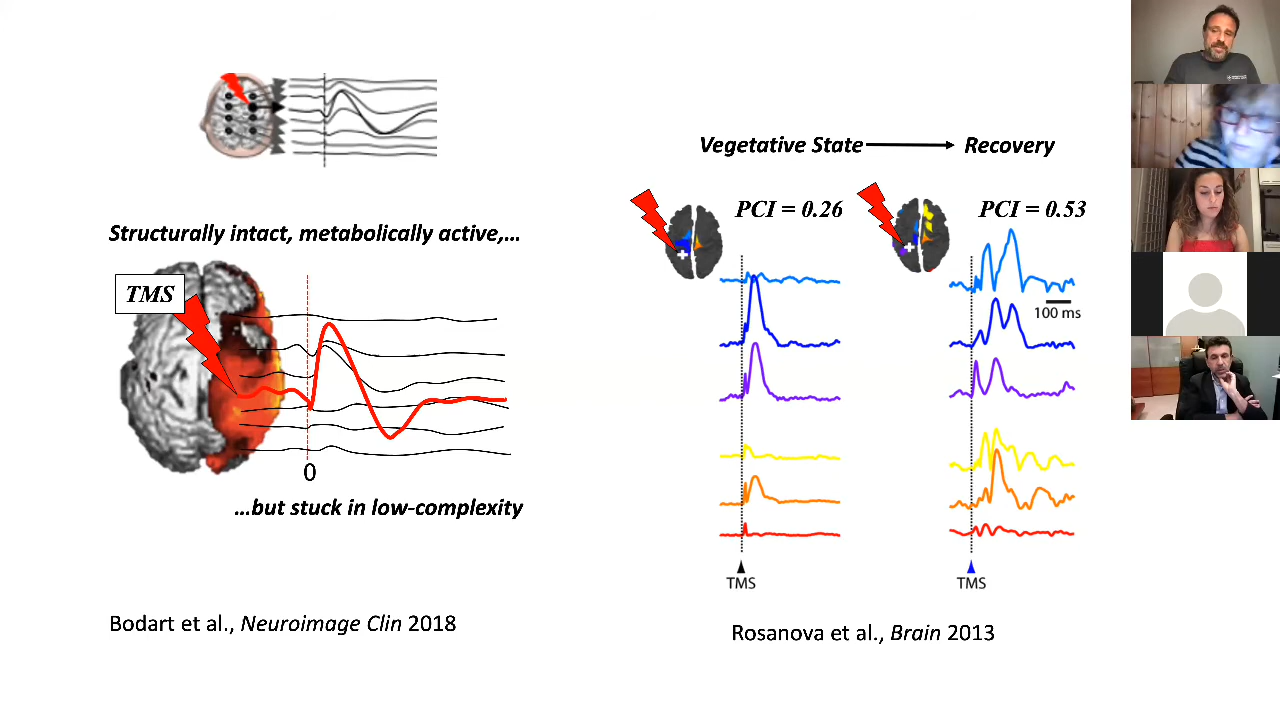 Structurally intact, metabolically active,…
TMS
0
…but stuck in low-complexity
Bodart et al., Neuroimage Clin 2018
Vegetative State
Recovery
PCI = 0.26
PCI = 0.53
100 ms
TMS
TMS
Rosanova et al., Brain 2013